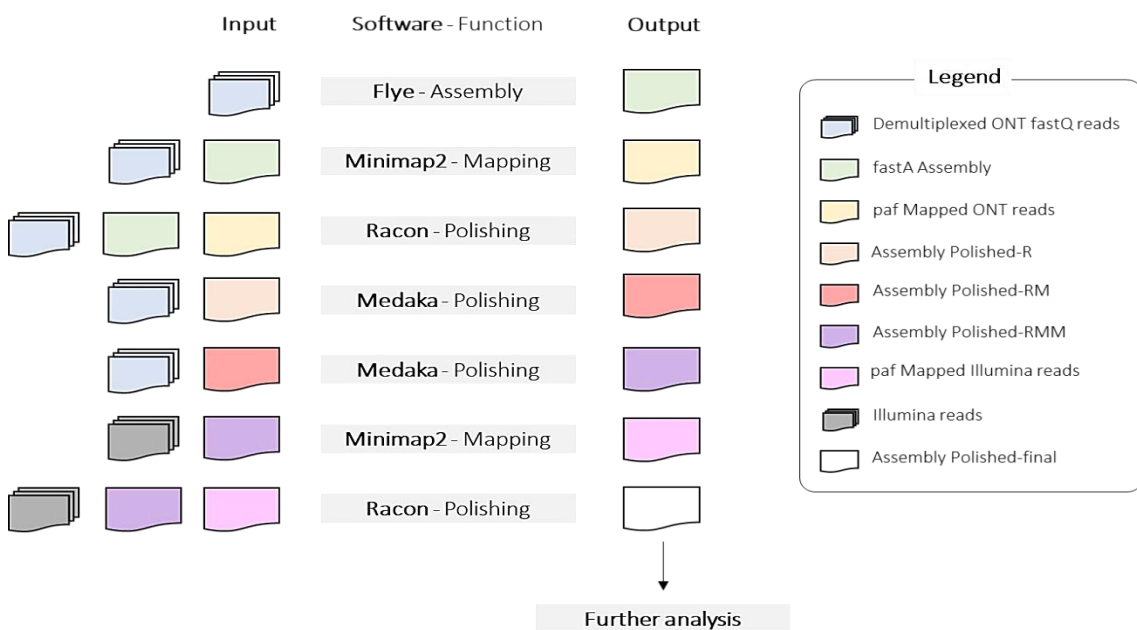 Input Software - Function Output
Flye - Assembly
Minimap2 - Mapping
Racon - Polishing
Medaka - Polishing
Medaka - Polishing
Minimap2 - Mapping
Racon - Polishing
Further analysis
Legend
Demultiplexed ONT fastQ reads
fastA Assembly
paf Mapped ONT reads
Assembly Polished-R
Assembly Polished-RM
Assembly Polished-RMM
paf Mapped Illumina reads
Illumina reads
Assembly Polished-final